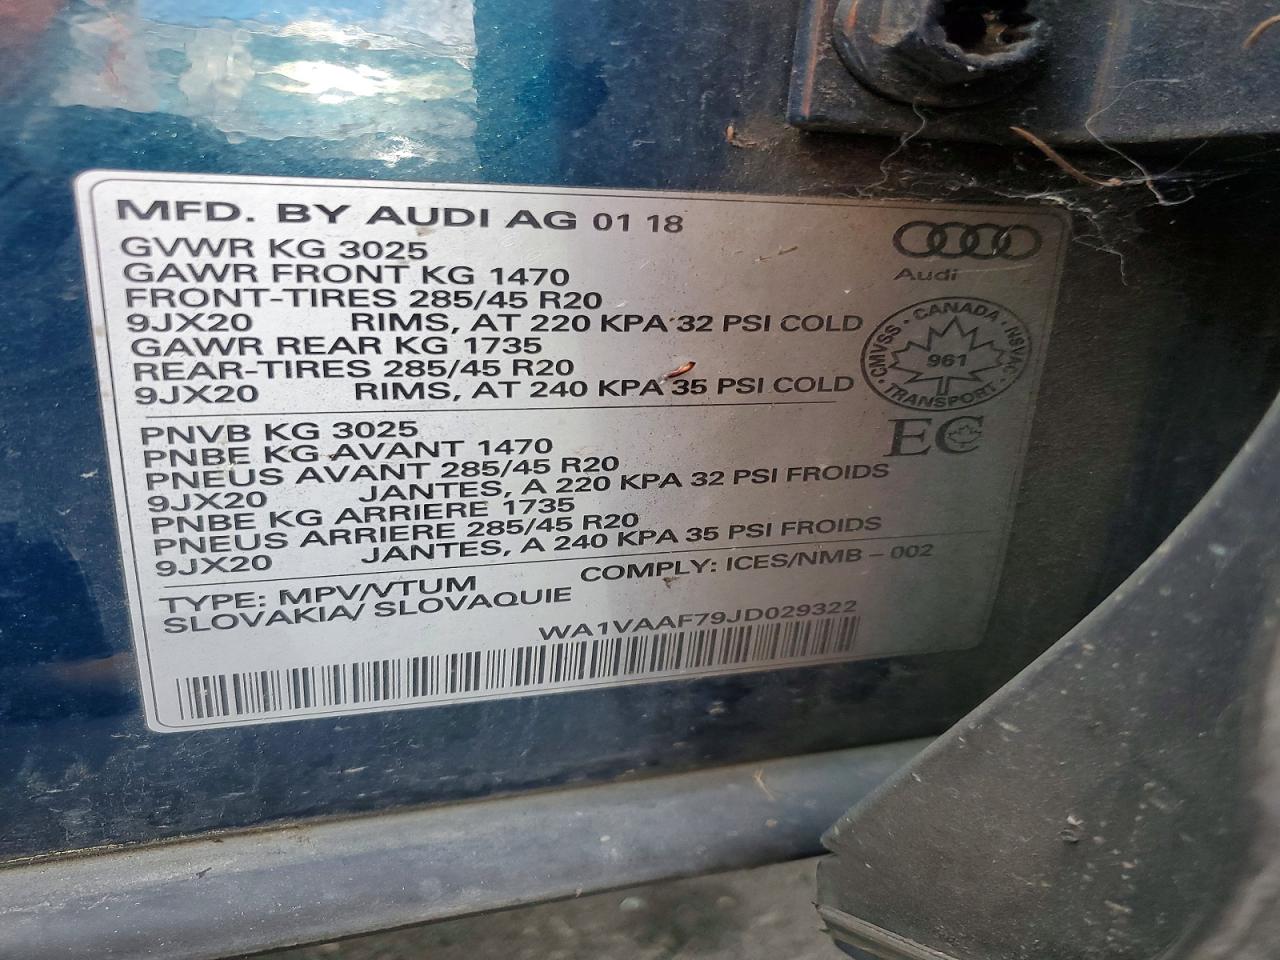 MFD. BY AUDI AG 01 18
GVWR KG 3025
GAWR FRONT KG 1470
FRONT-TIRES 285/45 R20
9JX20 RIMS, AT 220 KPA 32 PSI COLD
GAWR REAR KG 1735
REAR-TIRES 285/45 R20
9JX20 RIMS, AT 240 KPA 35 PSI COLD
Audi
CANADA · NSVAC · TRANSPORT · CMVSS ·
961
EC
PNVB KG 3025
PNBE KG AVANT 1470
PNEUS AVANT 285/45 R20
9JX20 JANTES, A 220 KPA 32 PSI FROIDS
PNBE KG ARRIERE 1735
PNEUS ARRIERE 285/45 R20
9JX20 JANTES, A 240 KPA 35 PSI FROIDS
TYPE: MPV/VTUM COMPLY: ICES/NMB - 002
SLOVAKIA/ SLOVAQUIE
WA1VAAF79JD029322